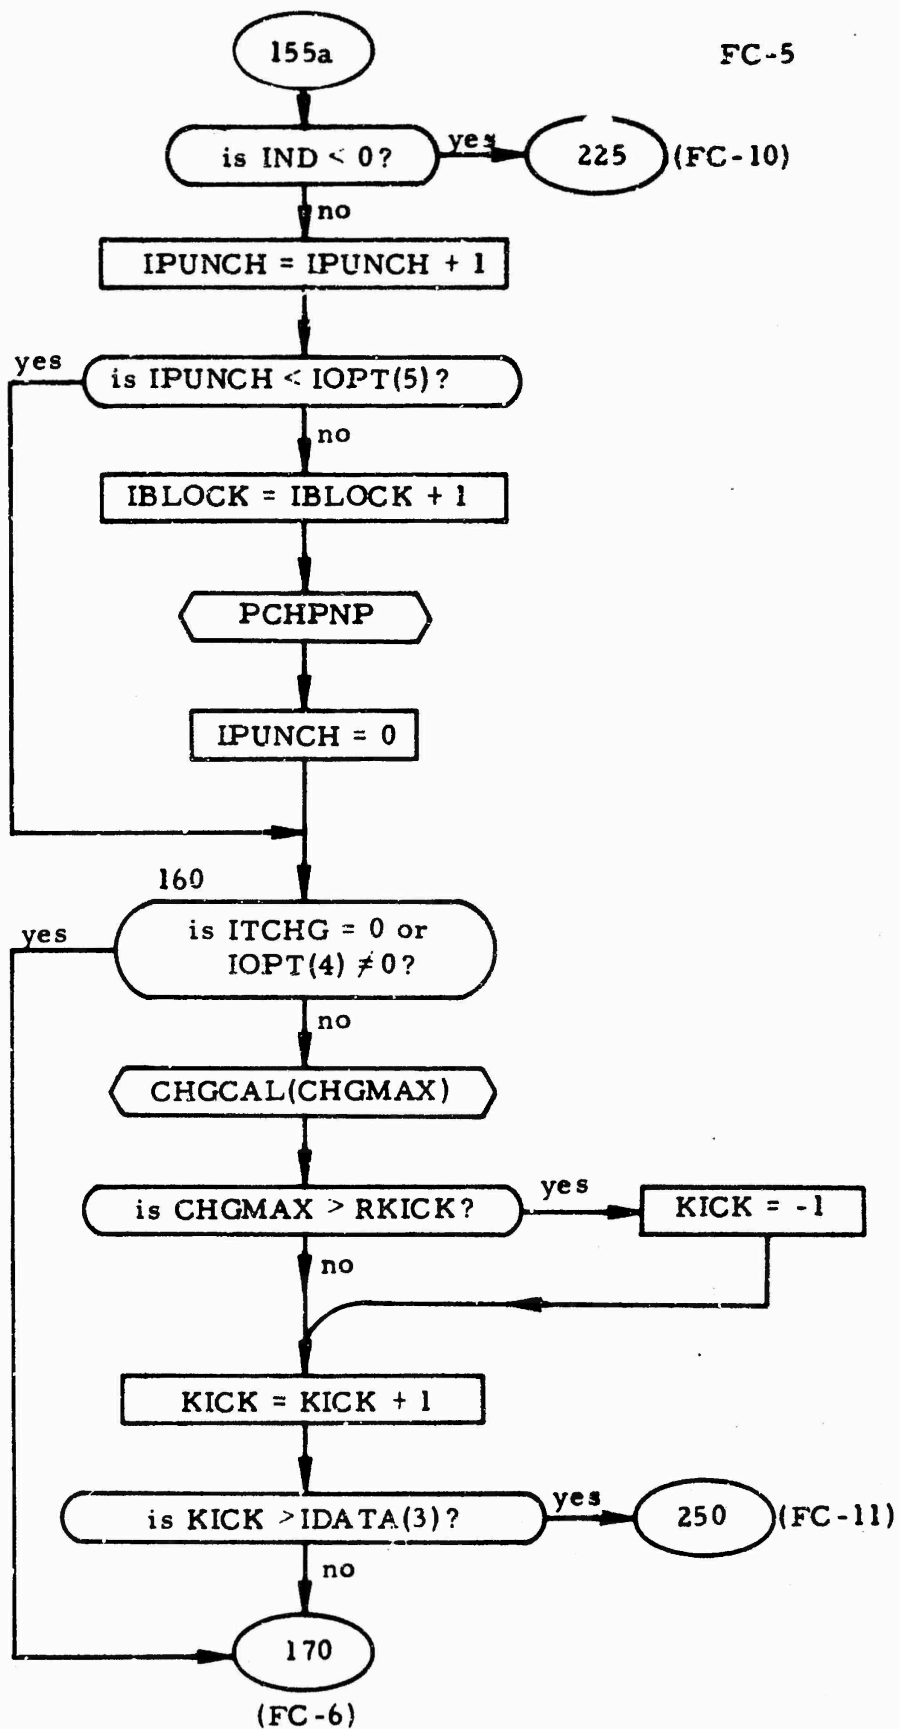 155a
FC-5
is IND < 0?
yes
225
(FC-10)
no
IPUNCH = IPUNCH + 1
yes
is IPUNCH < IOPT(5)?
no
IBLOCK = IBLOCK + 1
PCHPNP
IPUNCH = 0
160
yes
is ITCHG = 0 or
IOPT(4) ≠ 0?
no
CHGCAL(CHGMAX)
is CHGMAX > RKICK?
yes
KICK = -1
no
KICK = KICK + 1
is KICK > IDATA(3)?
yes
250
(FC-11)
no
170
(FC-6)